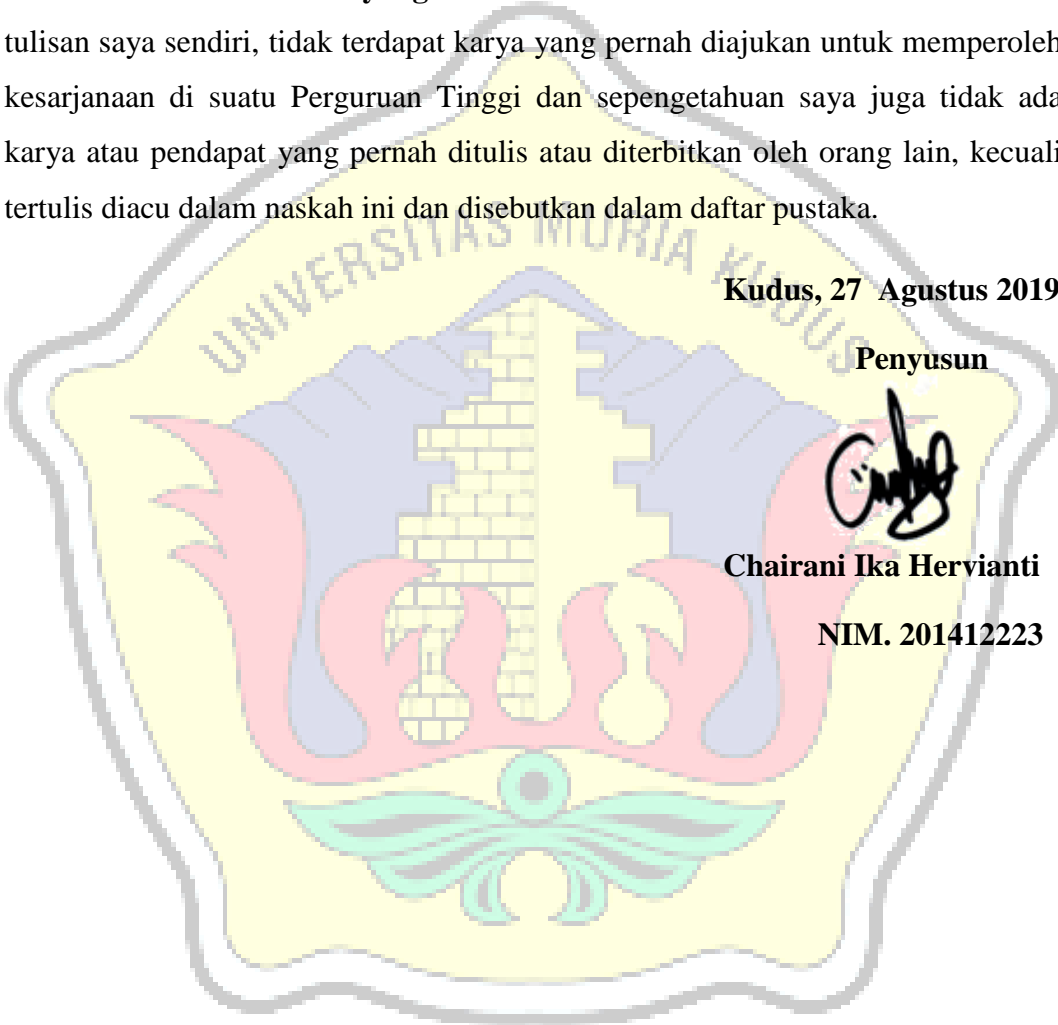 tulisan saya sendiri, tidak terdapat karya yang pernah diajukan untuk memperoleh
kesarjanaan di suatu Perguruan Tinggi dan sepengetahuan saya juga tidak ada
karya atau pendapat yang pernah ditulis atau diterbitkan oleh orang lain, kecuali
tertulis diacu dalam naskah ini dan disebutkan dalam daftar pustaka.
UNIVERSITAS MURIA KUDUS
Kudus, 27 Agustus 2019
Penyusun
Chairani Ika Hervianti
NIM. 201412223